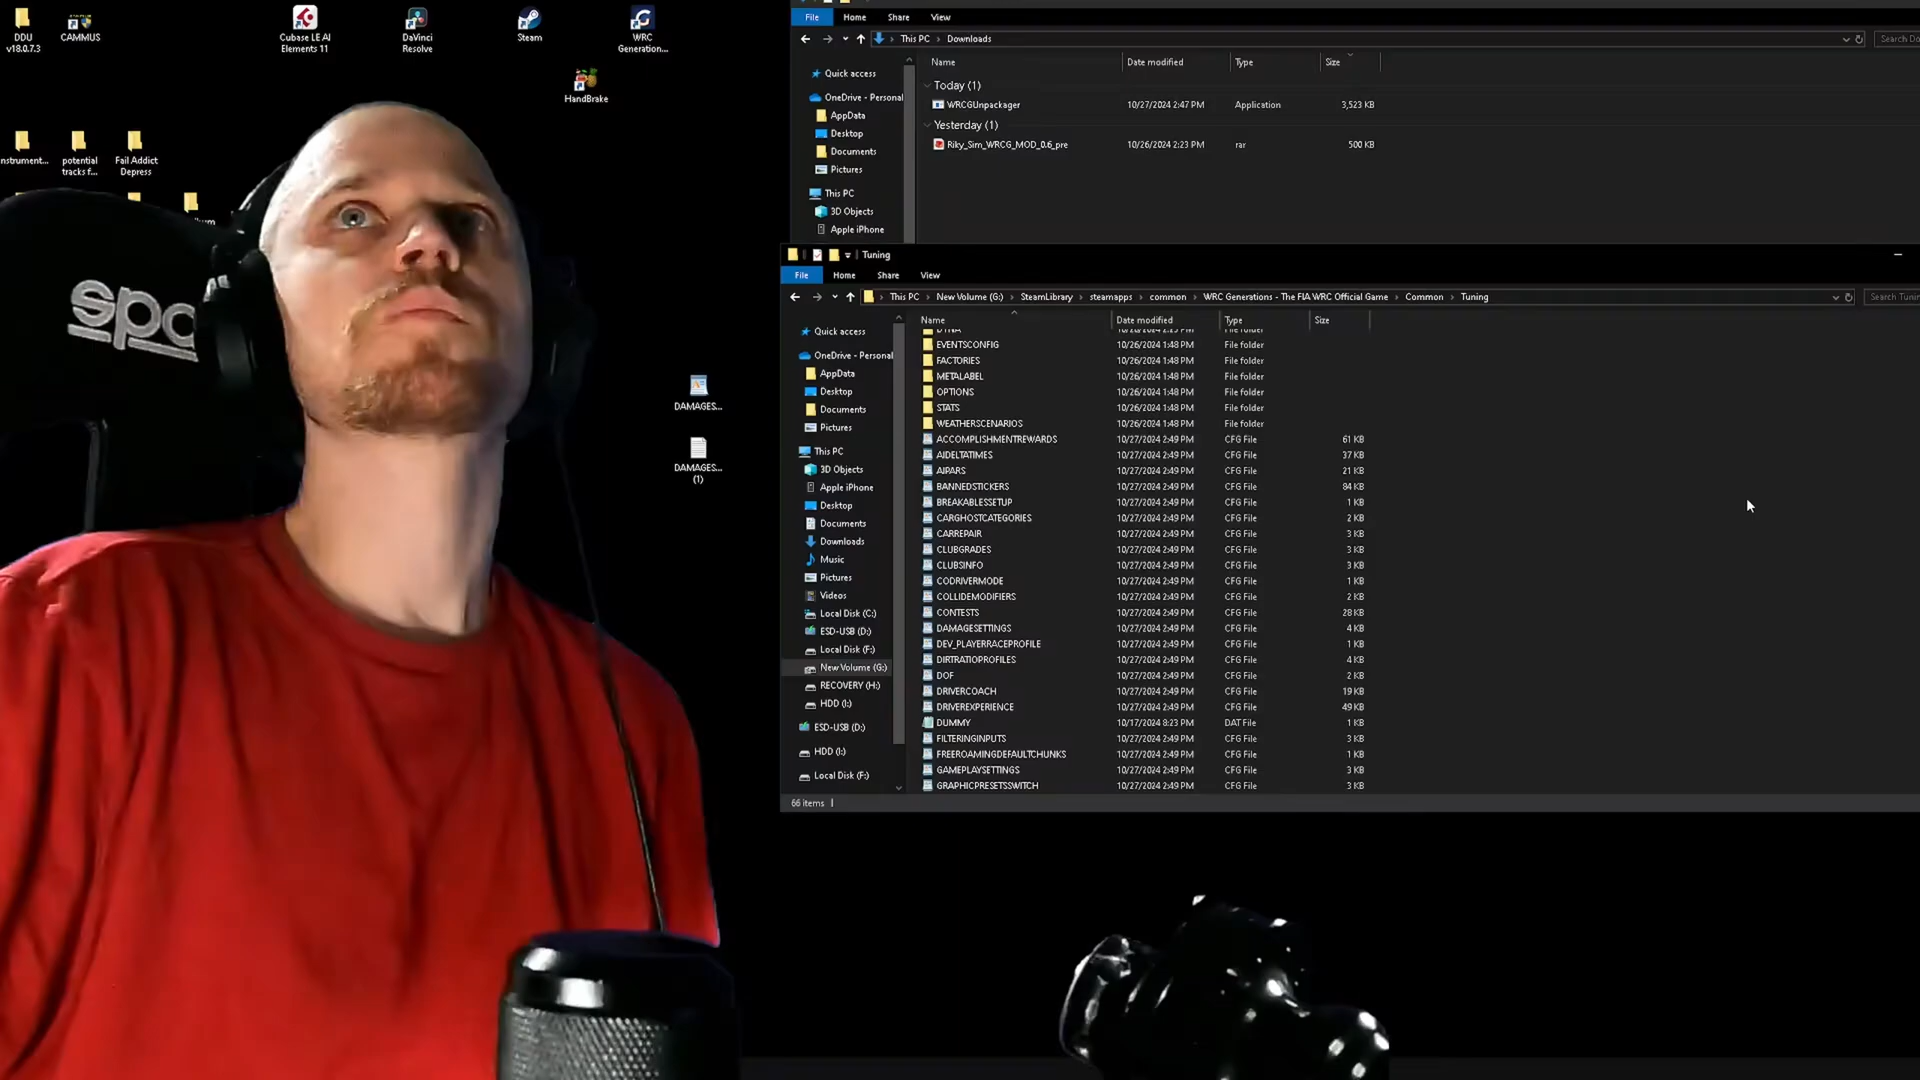 DDU
v18.0.7.3
CAMMUS
Cubase LE AI
Elements 11
DaVinci
Resolve
Steam
WRC
Generation...
HandBrake
nstrument...
potential
tracks f...
Fail Addict
Depress
DAMAGES...
DAMAGES...
(1)
File Home Share View
This PC > Downloads
Search Do
Name Date modified Type Size
Quick access
OneDrive - Personal
AppData
Desktop
Documents
Pictures
This PC
3D Objects
Apple iPhone
Today (1)
WRCGUnpackager 10/27/2024 2:47 PM Application 3,523 KB
Yesterday (1)
Riky_Sim_WRCG_MOD_0.6_pre 10/26/2024 2:23 PM rar 500 KB
Tuning
File Home Share View
This PC > New Volume (G:) > SteamLibrary > steamapps > common > WRC Generations - The FIA WRC Official Game > Common > Tuning
Search Tunin
Name Date modified Type Size
Quick access
OneDrive - Personal
AppData
Desktop
Documents
Pictures
This PC
3D Objects
Apple iPhone
Desktop
Documents
Downloads
Music
Pictures
Videos
Local Disk (C:)
ESD-USB (D:)
Local Disk (F:)
New Volume (G:)
RECOVERY (H:)
HDD (I:)
ESD-USB (D:)
HDD (I:)
Local Disk (F:)
EVENTSCONFIG 10/26/2024 1:48 PM File folder
FACTORIES 10/26/2024 1:48 PM File folder
METALABEL 10/26/2024 1:48 PM File folder
OPTIONS 10/26/2024 1:48 PM File folder
STATS 10/26/2024 1:48 PM File folder
WEATHERSCENARIOS 10/26/2024 1:48 PM File folder
ACCOMPLISHMENTREWARDS 10/27/2024 2:49 PM CFG File 61 KB
AIDELTATIMES 10/27/2024 2:49 PM CFG File 37 KB
AIPARS 10/27/2024 2:49 PM CFG File 21 KB
BANNEDSTICKERS 10/27/2024 2:49 PM CFG File 84 KB
BREAKABLESSETUP 10/27/2024 2:49 PM CFG File 1 KB
CARGHOSTCATEGORIES 10/27/2024 2:49 PM CFG File 2 KB
CARREPAIR 10/27/2024 2:49 PM CFG File 3 KB
CLUBGRADES 10/27/2024 2:49 PM CFG File 3 KB
CLUBSINFO 10/27/2024 2:49 PM CFG File 3 KB
CODRIVERMODE 10/27/2024 2:49 PM CFG File 1 KB
COLLIDEMODIFIERS 10/27/2024 2:49 PM CFG File 2 KB
CONTESTS 10/27/2024 2:49 PM CFG File 28 KB
DAMAGESETTINGS 10/27/2024 2:49 PM CFG File 4 KB
DEV_PLAYERRACEPROFILE 10/27/2024 2:49 PM CFG File 1 KB
DIRTRATIOPROFILES 10/27/2024 2:49 PM CFG File 4 KB
DOF 10/27/2024 2:49 PM CFG File 2 KB
DRIVERCOACH 10/27/2024 2:49 PM CFG File 19 KB
DRIVEREXPERIENCE 10/27/2024 2:49 PM CFG File 49 KB
DUMMY 10/17/2024 8:23 PM DAT File 1 KB
FILTERINGINPUTS 10/27/2024 2:49 PM CFG File 3 KB
FREEROAMINGDEFAULTCHUNKS 10/27/2024 2:49 PM CFG File 1 KB
GAMEPLAYSETTINGS 10/27/2024 2:49 PM CFG File 3 KB
GRAPHICPRESETSSWITCH 10/27/2024 2:49 PM CFG File 3 KB
66 items